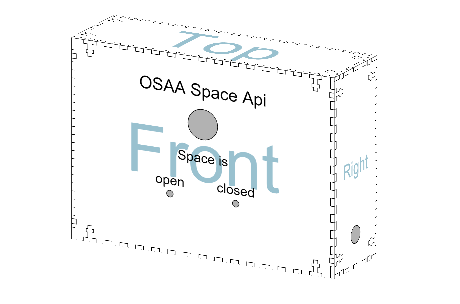 Top
OSAA Space Api
Front
Space is
open closed
Right